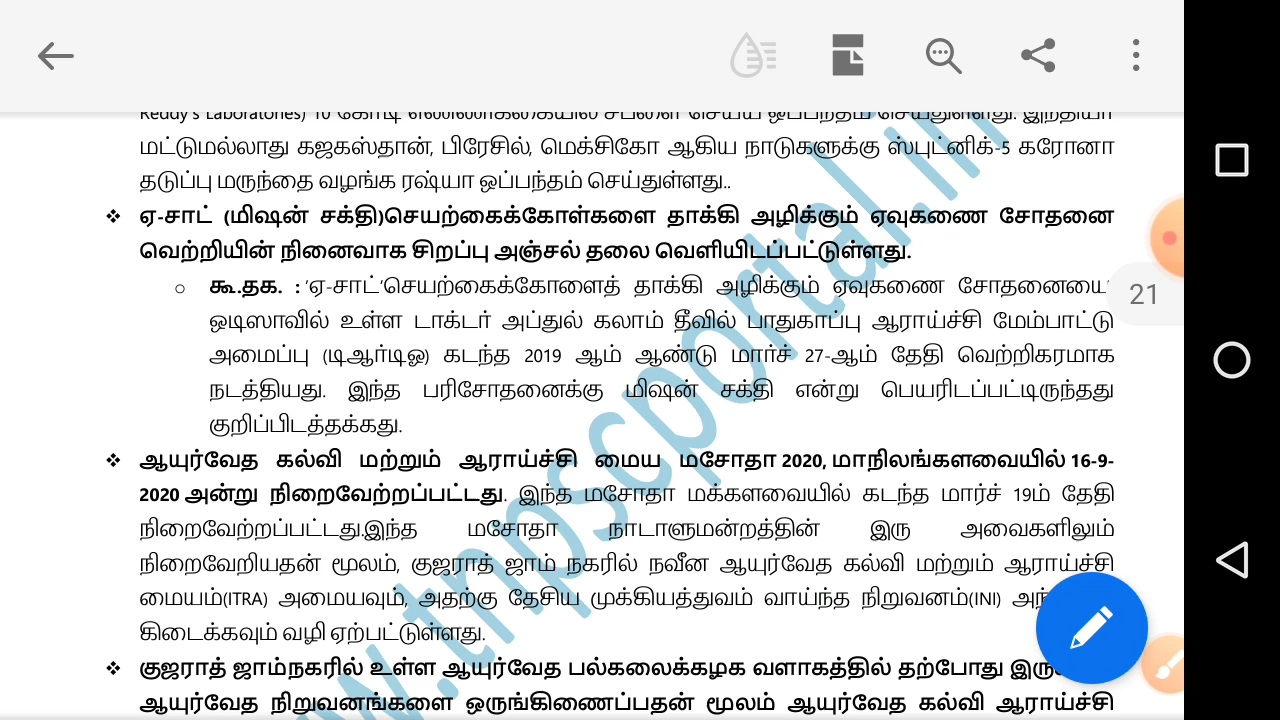 Reddy's Laboratories) 10 கோடி எண்ணிக்கையில் சப்ளை செய்ய ஒப்பந்தம் செய்துள்ளது. இந்தியா
மட்டுமல்லாது கஜகஸ்தான், பிரேசில், மெக்சிகோ ஆகிய நாடுகளுக்கு ஸ்புட்னிக்-5 கரோனா
தடுப்பு மருந்தை வழங்க ரஷ்யா ஒப்பந்தம் செய்துள்ளது..
❖ ஏ-சாட் (மிஷன் சக்தி)செயற்கைக்கோள்களை தாக்கி அழிக்கும் ஏவுகணை சோதனை
வெற்றியின் நினைவாக சிறப்பு அஞ்சல் தலை வெளியிடப்பட்டுள்ளது.
○ கூ.தக. : 'ஏ-சாட்'செயற்கைக்கோளைத் தாக்கி அழிக்கும் ஏவுகணை சோதனையை
21
ஒடிஸாவில் உள்ள டாக்டர் அப்துல் கலாம் தீவில் பாதுகாப்பு ஆராய்ச்சி மேம்பாட்டு
அமைப்பு (டிஆர்டிஓ) கடந்த 2019 ஆம் ஆண்டு மார்ச் 27-ஆம் தேதி வெற்றிகரமாக
நடத்தியது. இந்த பரிசோதனைக்கு மிஷன் சக்தி என்று பெயரிடப்பட்டிருந்தது
குறிப்பிடத்தக்கது.
❖ ஆயுர்வேத கல்வி மற்றும் ஆராய்ச்சி மைய மசோதா 2020, மாநிலங்களவையில் 16-9-
2020 அன்று நிறைவேற்றப்பட்டது. இந்த மசோதா மக்களவையில் கடந்த மார்ச் 19ம் தேதி
நிறைவேற்றப்பட்டது.இந்த மசோதா நாடாளுமன்றத்தின் இரு அவைகளிலும்
நிறைவேறியதன் மூலம், குஜராத் ஜாம் நகரில் நவீன ஆயுர்வேத கல்வி மற்றும் ஆராய்ச்சி
மையம்(ITRA) அமையவும், அதற்கு தேசிய முக்கியத்துவம் வாய்ந்த நிறுவனம்(INI)
கிடைக்கவும் வழி ஏற்பட்டுள்ளது.
❖ குஜராத் ஜாம்நகரில் உள்ள ஆயுர்வேத பல்கலைக்கழக வளாகத்தில் தற்போது
ஆயுர்வேத நிறுவனங்களை ஒருங்கிணைப்பதன் மூலம் ஆயுர்வேத கல்வி ஆராய்ச்சி
w.tnpscportal.in